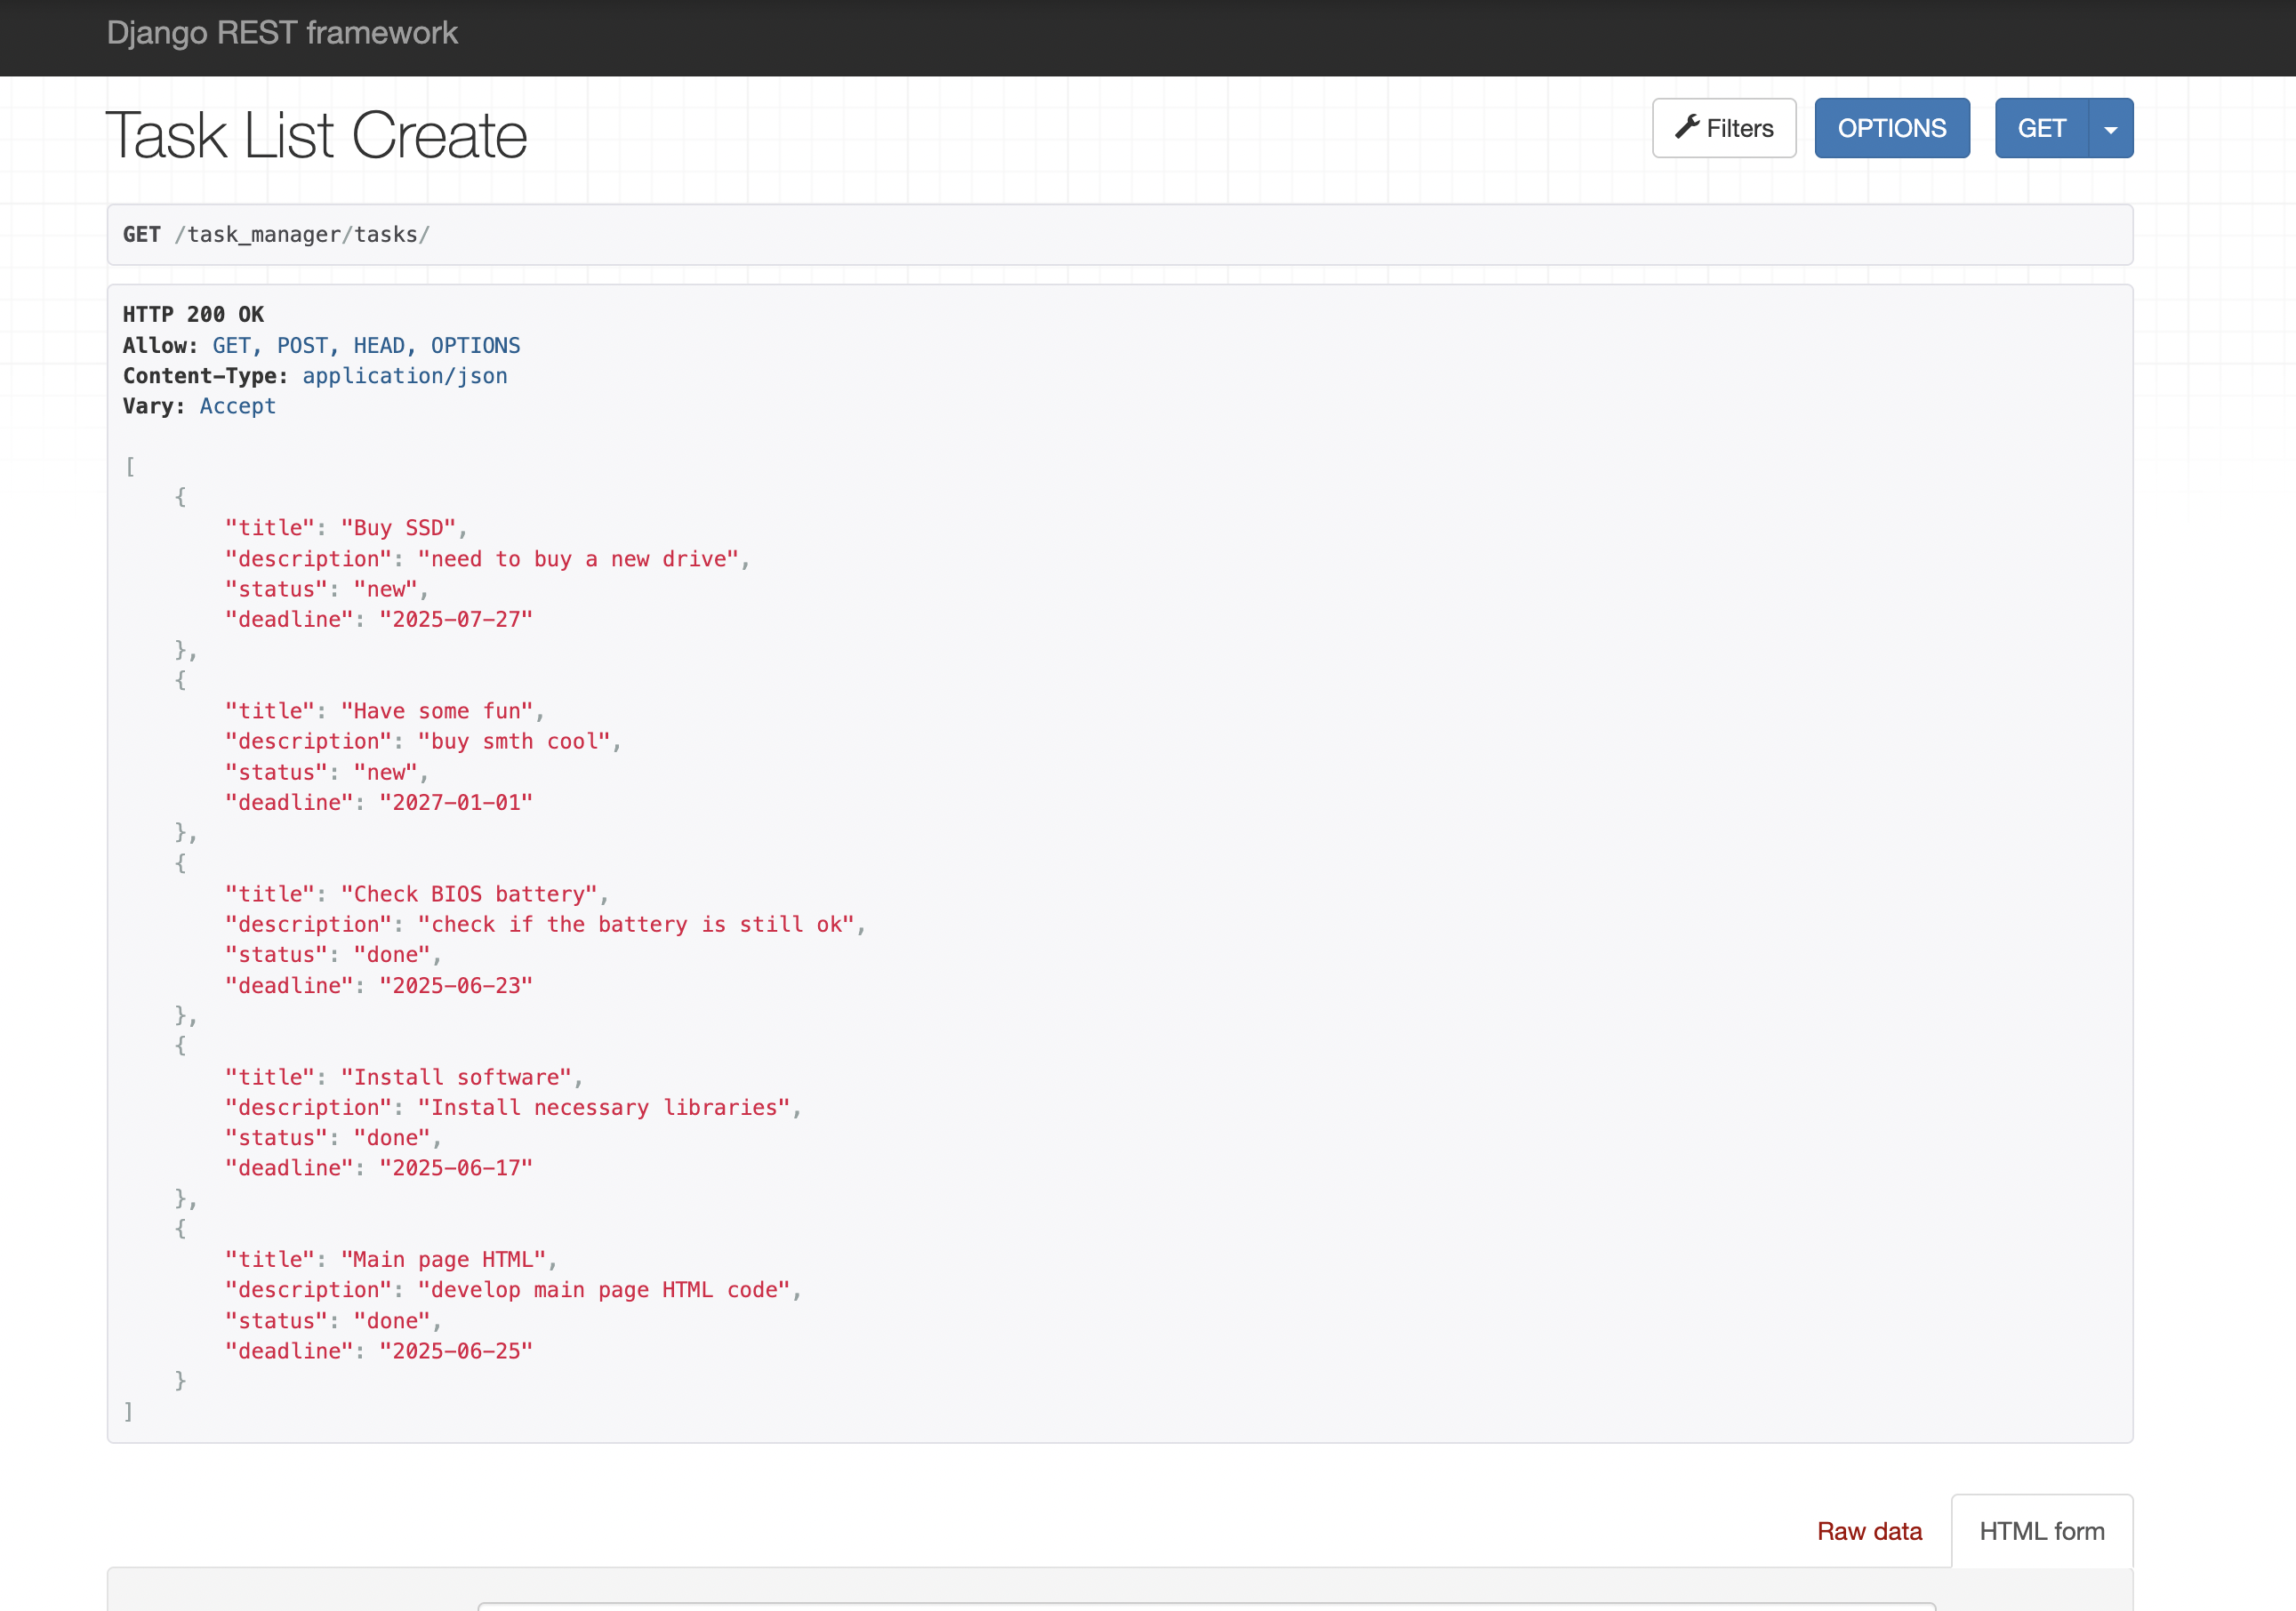 Django REST framework
Task List Create
Filters
OPTIONS
GET
GET /task_manager/tasks/
HTTP 200 OK
Allow: GET, POST, HEAD, OPTIONS
Content-Type: application/json
Vary: Accept
[
    {
        "title": "Buy SSD",
        "description": "need to buy a new drive",
        "status": "new",
        "deadline": "2025-07-27"
    },
    {
        "title": "Have some fun",
        "description": "buy smth cool",
        "status": "new",
        "deadline": "2027-01-01"
    },
    {
        "title": "Check BIOS battery",
        "description": "check if the battery is still ok",
        "status": "done",
        "deadline": "2025-06-23"
    },
    {
        "title": "Install software",
        "description": "Install necessary libraries",
        "status": "done",
        "deadline": "2025-06-17"
    },
    {
        "title": "Main page HTML",
        "description": "develop main page HTML code",
        "status": "done",
        "deadline": "2025-06-25"
    }
]
Raw data
HTML form